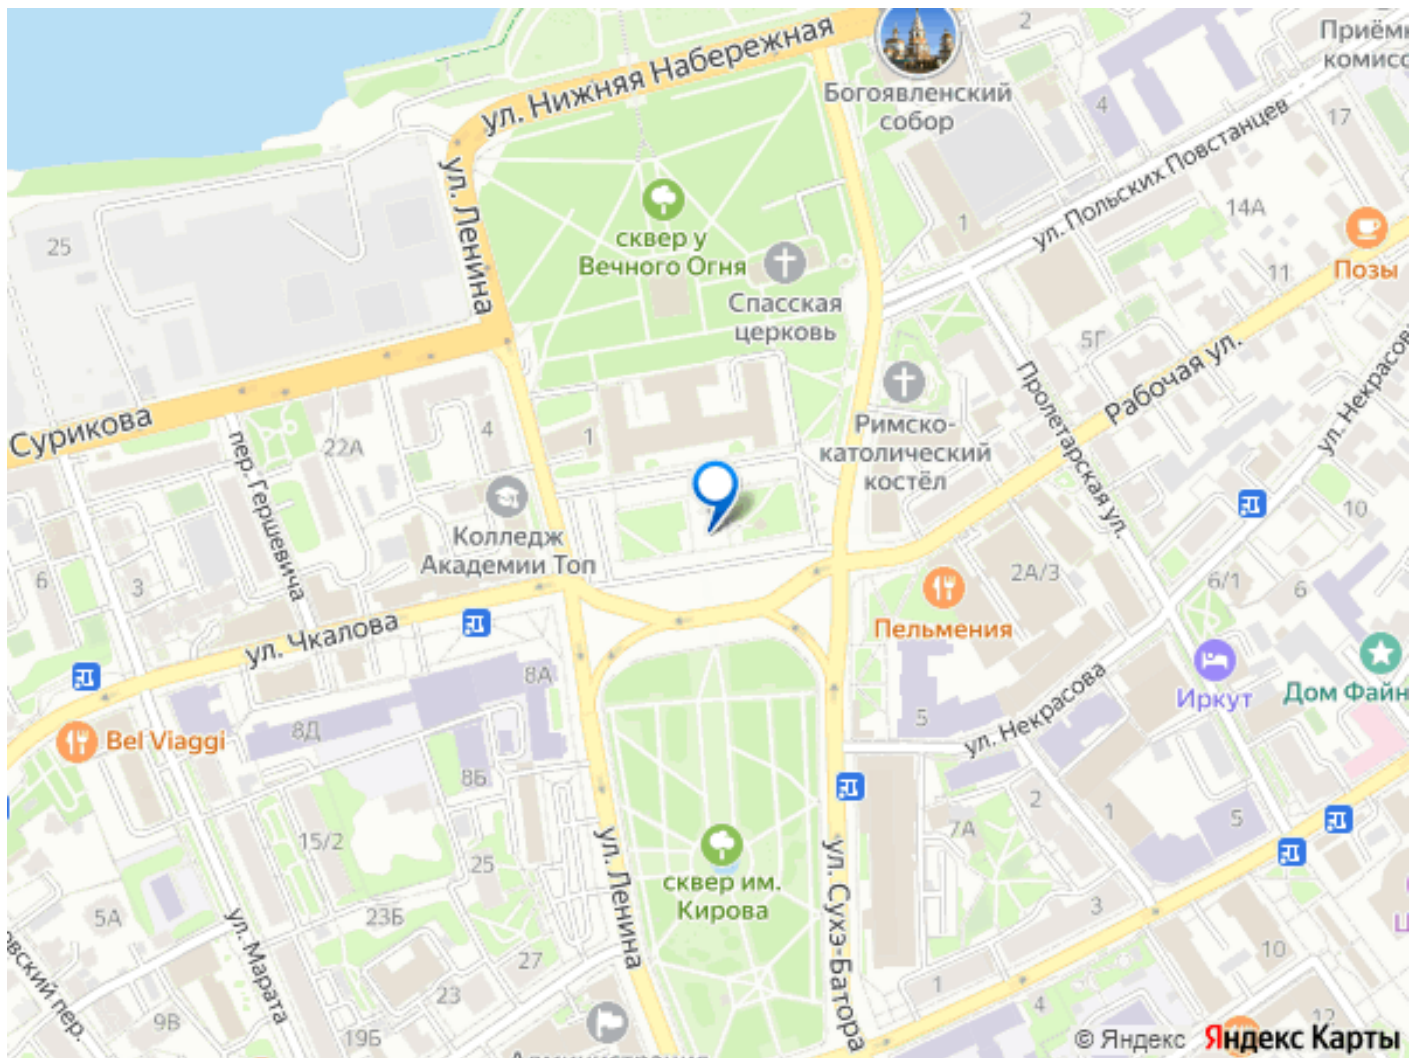 2
Приём
комисс
ул. Нижняя Набережная
Богоявленский
собор
4
17
ул. Польских Повстанцев
ул. Ленина
25
сквер у
Вечного Огня
1
14А
11
Позы
Спасская
церковь
5Г
Рабочая ул.
ул. Некрасова
Сурикова
пер. Гершевича
22А
4
1
Римско-
католический
костёл
Пролетарская ул.
10
Колледж
Академии Топ
6
3
2А/3
6/1
6
ул. Чкалова
Пельмения
8А
Иркут
Дом Файн
Bel Viaggi
8Д
5
ул. Некрасова
8Б
15/2
25
2
1
5
7А
ул. Ленина
сквер им.
Кирова
ул. Сухэ-Батора
5А
23Б
ул. Марата
3
Ц
овский пер.
27
10
23
1
4
9В
19Б
12
Администрация
© Яндекс Яндекс Карты